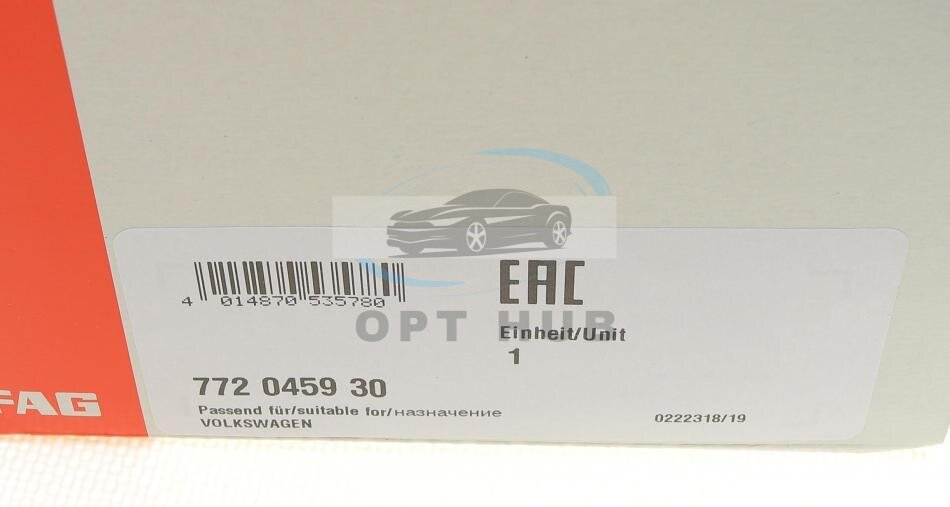 EAC
4 014870 535780
OPT HUB
Einheit/Unit
1
772 0459 30
FAG
Passend für/suitable for/назначение
0222318/19
VOLKSWAGEN